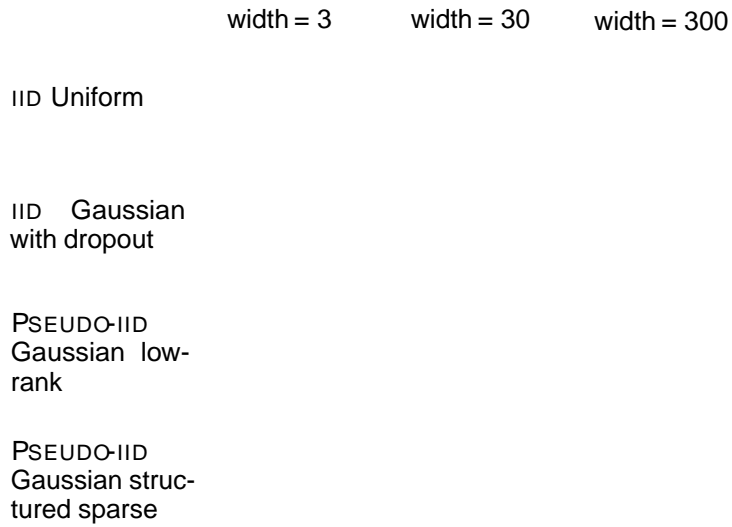 width = 3 width = 30 width = 300
IID Uniform
IID Gaussian
with dropout
PSEUDO-IID
Gaussian low-
rank
PSEUDO-IID
Gaussian struc-
tured sparse